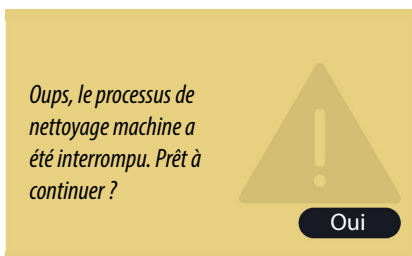 Oups, le processus de
nettoyage machine a
été interrompu. Prêt à
continuer ?
Oui